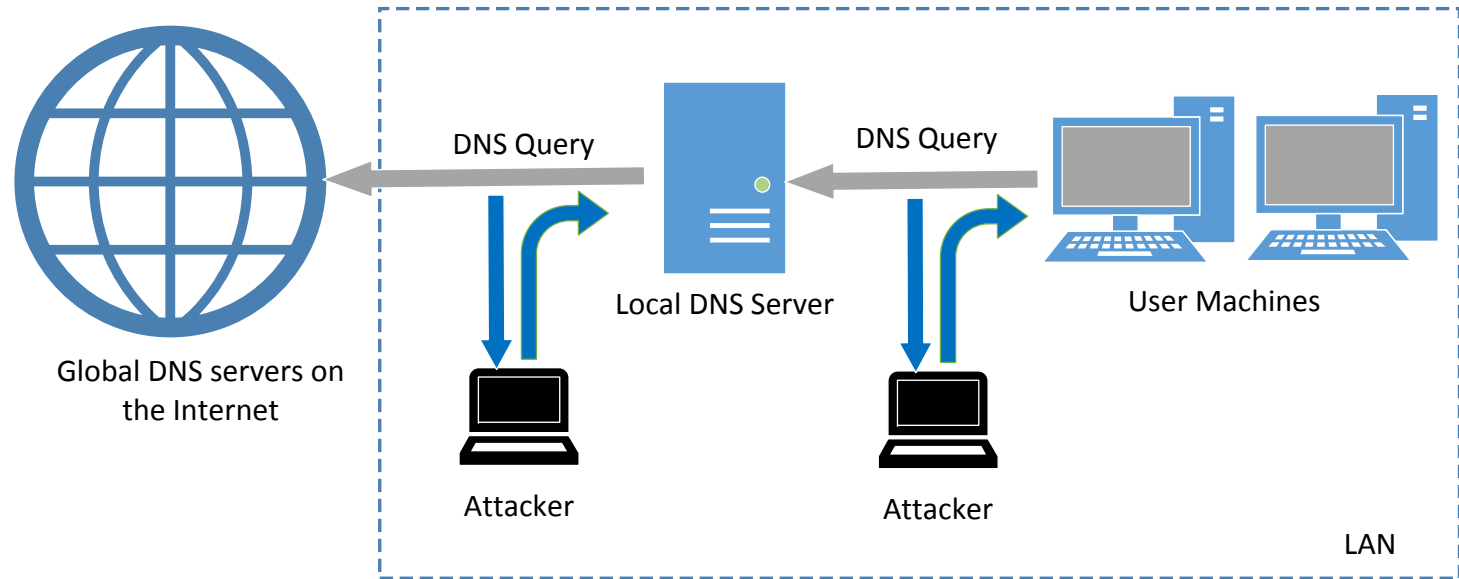 DNS Query
DNS Query
Local DNS Server
User Machines
Global DNS servers on
the Internet
Attacker
Attacker
LAN